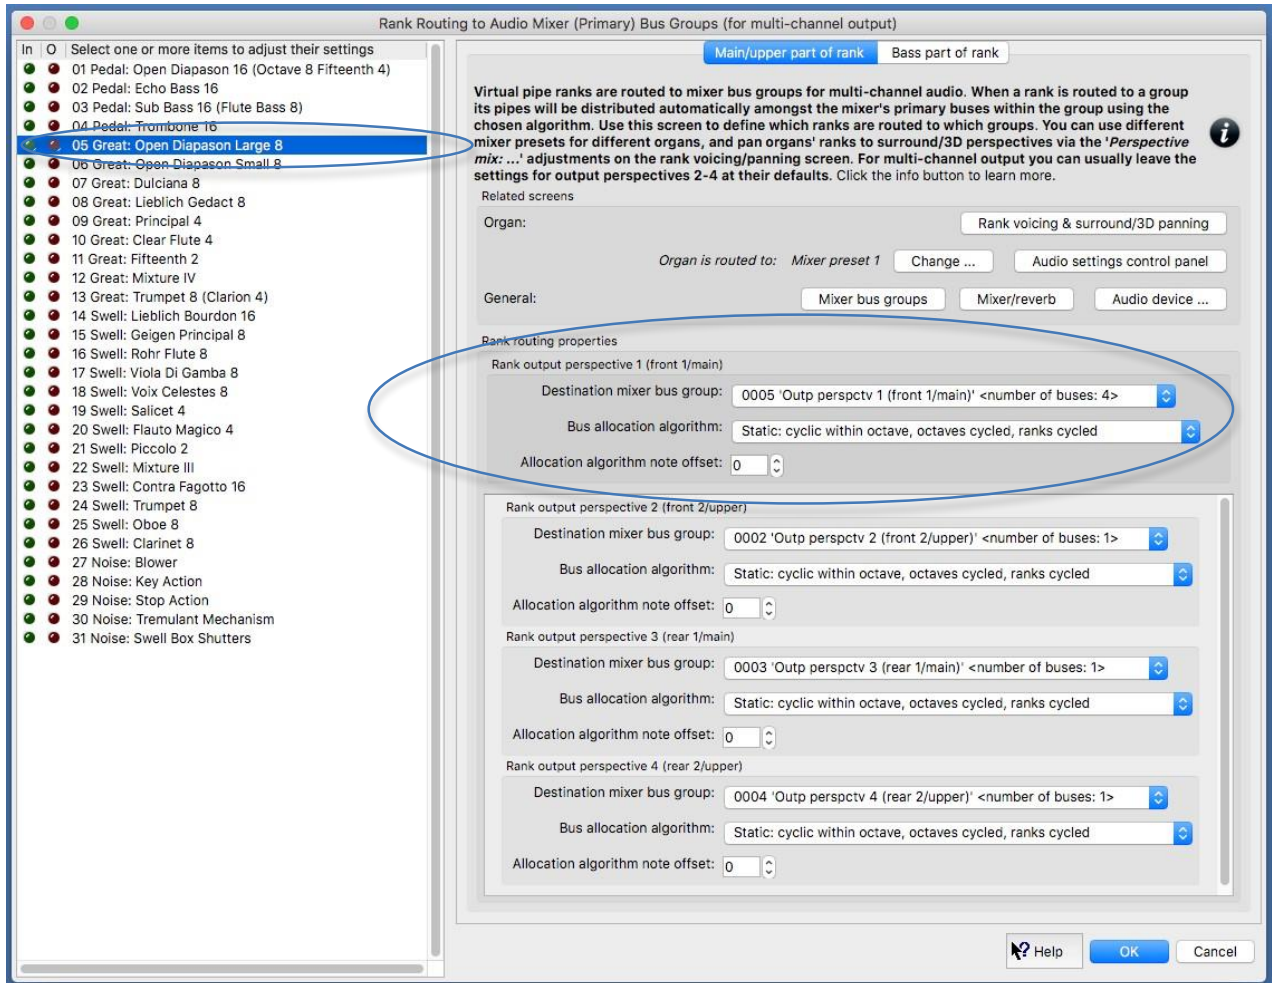 Rank Routing to Audio Mixer (Primary) Bus Groups (for multi-channel output)
In O Select one or more items to adjust their settings
01 Pedal: Open Diapason 16 (Octave 8 Fifteenth 4)
02 Pedal: Echo Bass 16
03 Pedal: Sub Bass 16 (Flute Bass 8)
04 Pedal: Trombone 16
05 Great: Open Diapason Large 8
06 Great: Open Diapason Small 8
07 Great: Dulciana 8
08 Great: Lieblich Gedact 8
09 Great: Principal 4
10 Great: Clear Flute 4
11 Great: Fifteenth 2
12 Great: Mixture IV
13 Great: Trumpet 8 (Clarion 4)
14 Swell: Lieblich Bourdon 16
15 Swell: Geigen Principal 8
16 Swell: Rohr Flute 8
17 Swell: Viola Di Gamba 8
18 Swell: Voix Celestes 8
19 Swell: Salicet 4
20 Swell: Flauto Magico 4
21 Swell: Piccolo 2
22 Swell: Mixture III
23 Swell: Contra Fagotto 16
24 Swell: Trumpet 8
25 Swell: Oboe 8
26 Swell: Clarinet 8
27 Noise: Blower
28 Noise: Key Action
29 Noise: Stop Action
30 Noise: Tremulant Mechanism
31 Noise: Swell Box Shutters
Main/upper part of rank Bass part of rank
Virtual pipe ranks are routed to mixer bus groups for multi-channel audio. When a rank is routed to a group
its pipes will be distributed automatically amongst the mixer's primary buses within the group using the
chosen algorithm. Use this screen to define which ranks are routed to which groups. You can use different
mixer presets for different organs, and pan organs' ranks to surround/3D perspectives via the 'Perspective
mix: ...' adjustments on the rank voicing/panning screen. For multi-channel output you can usually leave the
settings for output perspectives 2-4 at their defaults. Click the info button to learn more.
Related screens
Organ: Rank voicing & surround/3D panning
Organ is routed to: Mixer preset 1 Change ... Audio settings control panel
General: Mixer bus groups Mixer/reverb Audio device ...
Rank routing properties
Rank output perspective 1 (front 1/main)
Destination mixer bus group: 0005 'Outp perspctv 1 (front 1/main)' <number of buses: 4>
Bus allocation algorithm: Static: cyclic within octave, octaves cycled, ranks cycled
Allocation algorithm note offset: 0
Rank output perspective 2 (front 2/upper)
Destination mixer bus group: 0002 'Outp perspctv 2 (front 2/upper)' <number of buses: 1>
Bus allocation algorithm: Static: cyclic within octave, octaves cycled, ranks cycled
Allocation algorithm note offset: 0
Rank output perspective 3 (rear 1/main)
Destination mixer bus group: 0003 'Outp perspctv 3 (rear 1/main)' <number of buses: 1>
Bus allocation algorithm: Static: cyclic within octave, octaves cycled, ranks cycled
Allocation algorithm note offset: 0
Rank output perspective 4 (rear 2/upper)
Destination mixer bus group: 0004 'Outp perspctv 4 (rear 2/upper)' <number of buses: 1>
Bus allocation algorithm: Static: cyclic within octave, octaves cycled, ranks cycled
Allocation algorithm note offset: 0
Help OK Cancel